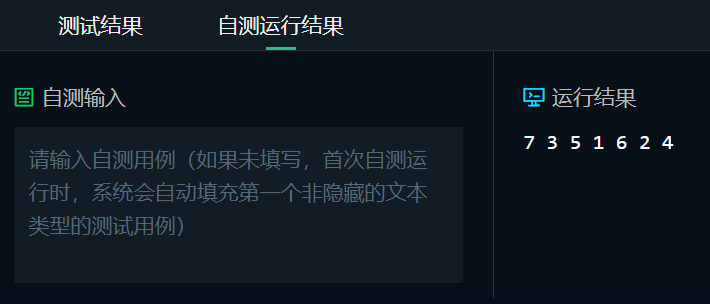 测试结果
自测运行结果
自测输入
请输入自测用例（如果未填写，首次自测运
行时，系统会自动填充第一个非隐藏的文本
类型的测试用例）
运行结果
7 3 5 1 6 2 4